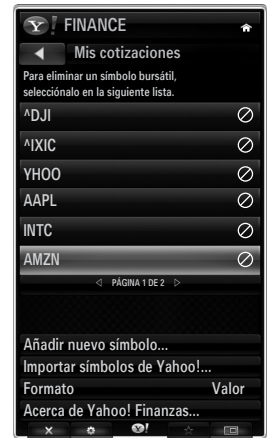 Y! FINANCE
Mis cotizaciones
Para eliminar un símbolo bursátil,
selecciónalo en la siguiente lista.
^DJI
^IXIC
YHOO
AAPL
INTC
AMZN
PÁGINA 1 DE 2
Añadir nuevo símbolo...
Importar símbolos de Yahoo!...
Formato Valor
Acerca de Yahoo! Finanzas...
Y!